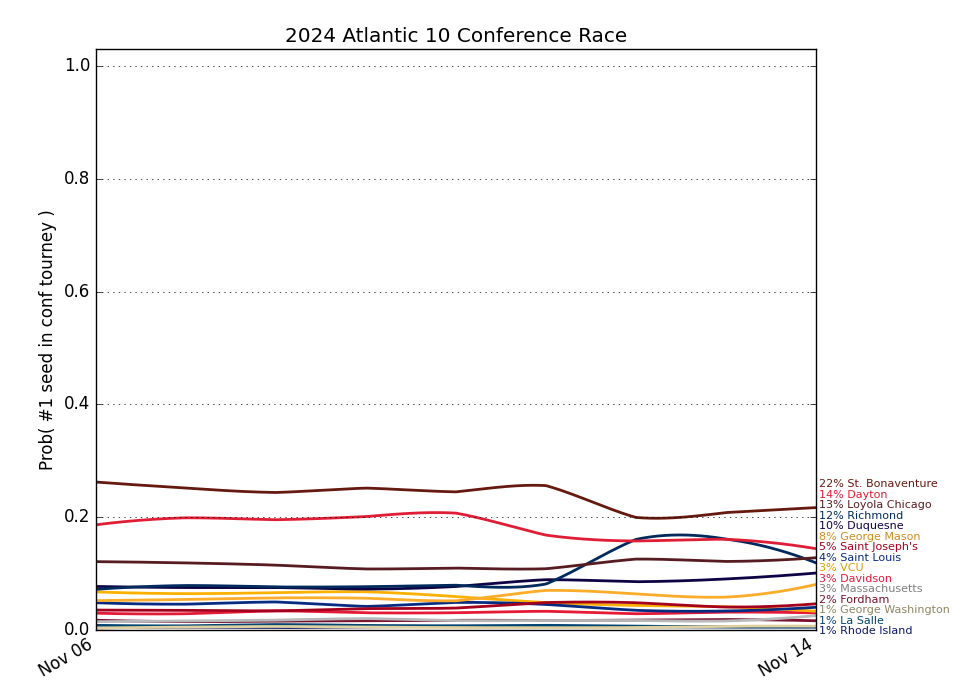 2024 Atlantic 10 Conference Race
Prob( #1 seed in conf tourney )
1.0
0.8
0.6
0.4
0.2
0.0
Nov 06
Nov 14
22% St. Bonaventure
14% Dayton
13% Loyola Chicago
12% Richmond
10% Duquesne
8% George Mason
5% Saint Joseph's
4% Saint Louis
3% VCU
3% Davidson
3% Massachusetts
2% Fordham
1% George Washington
1% La Salle
1% Rhode Island